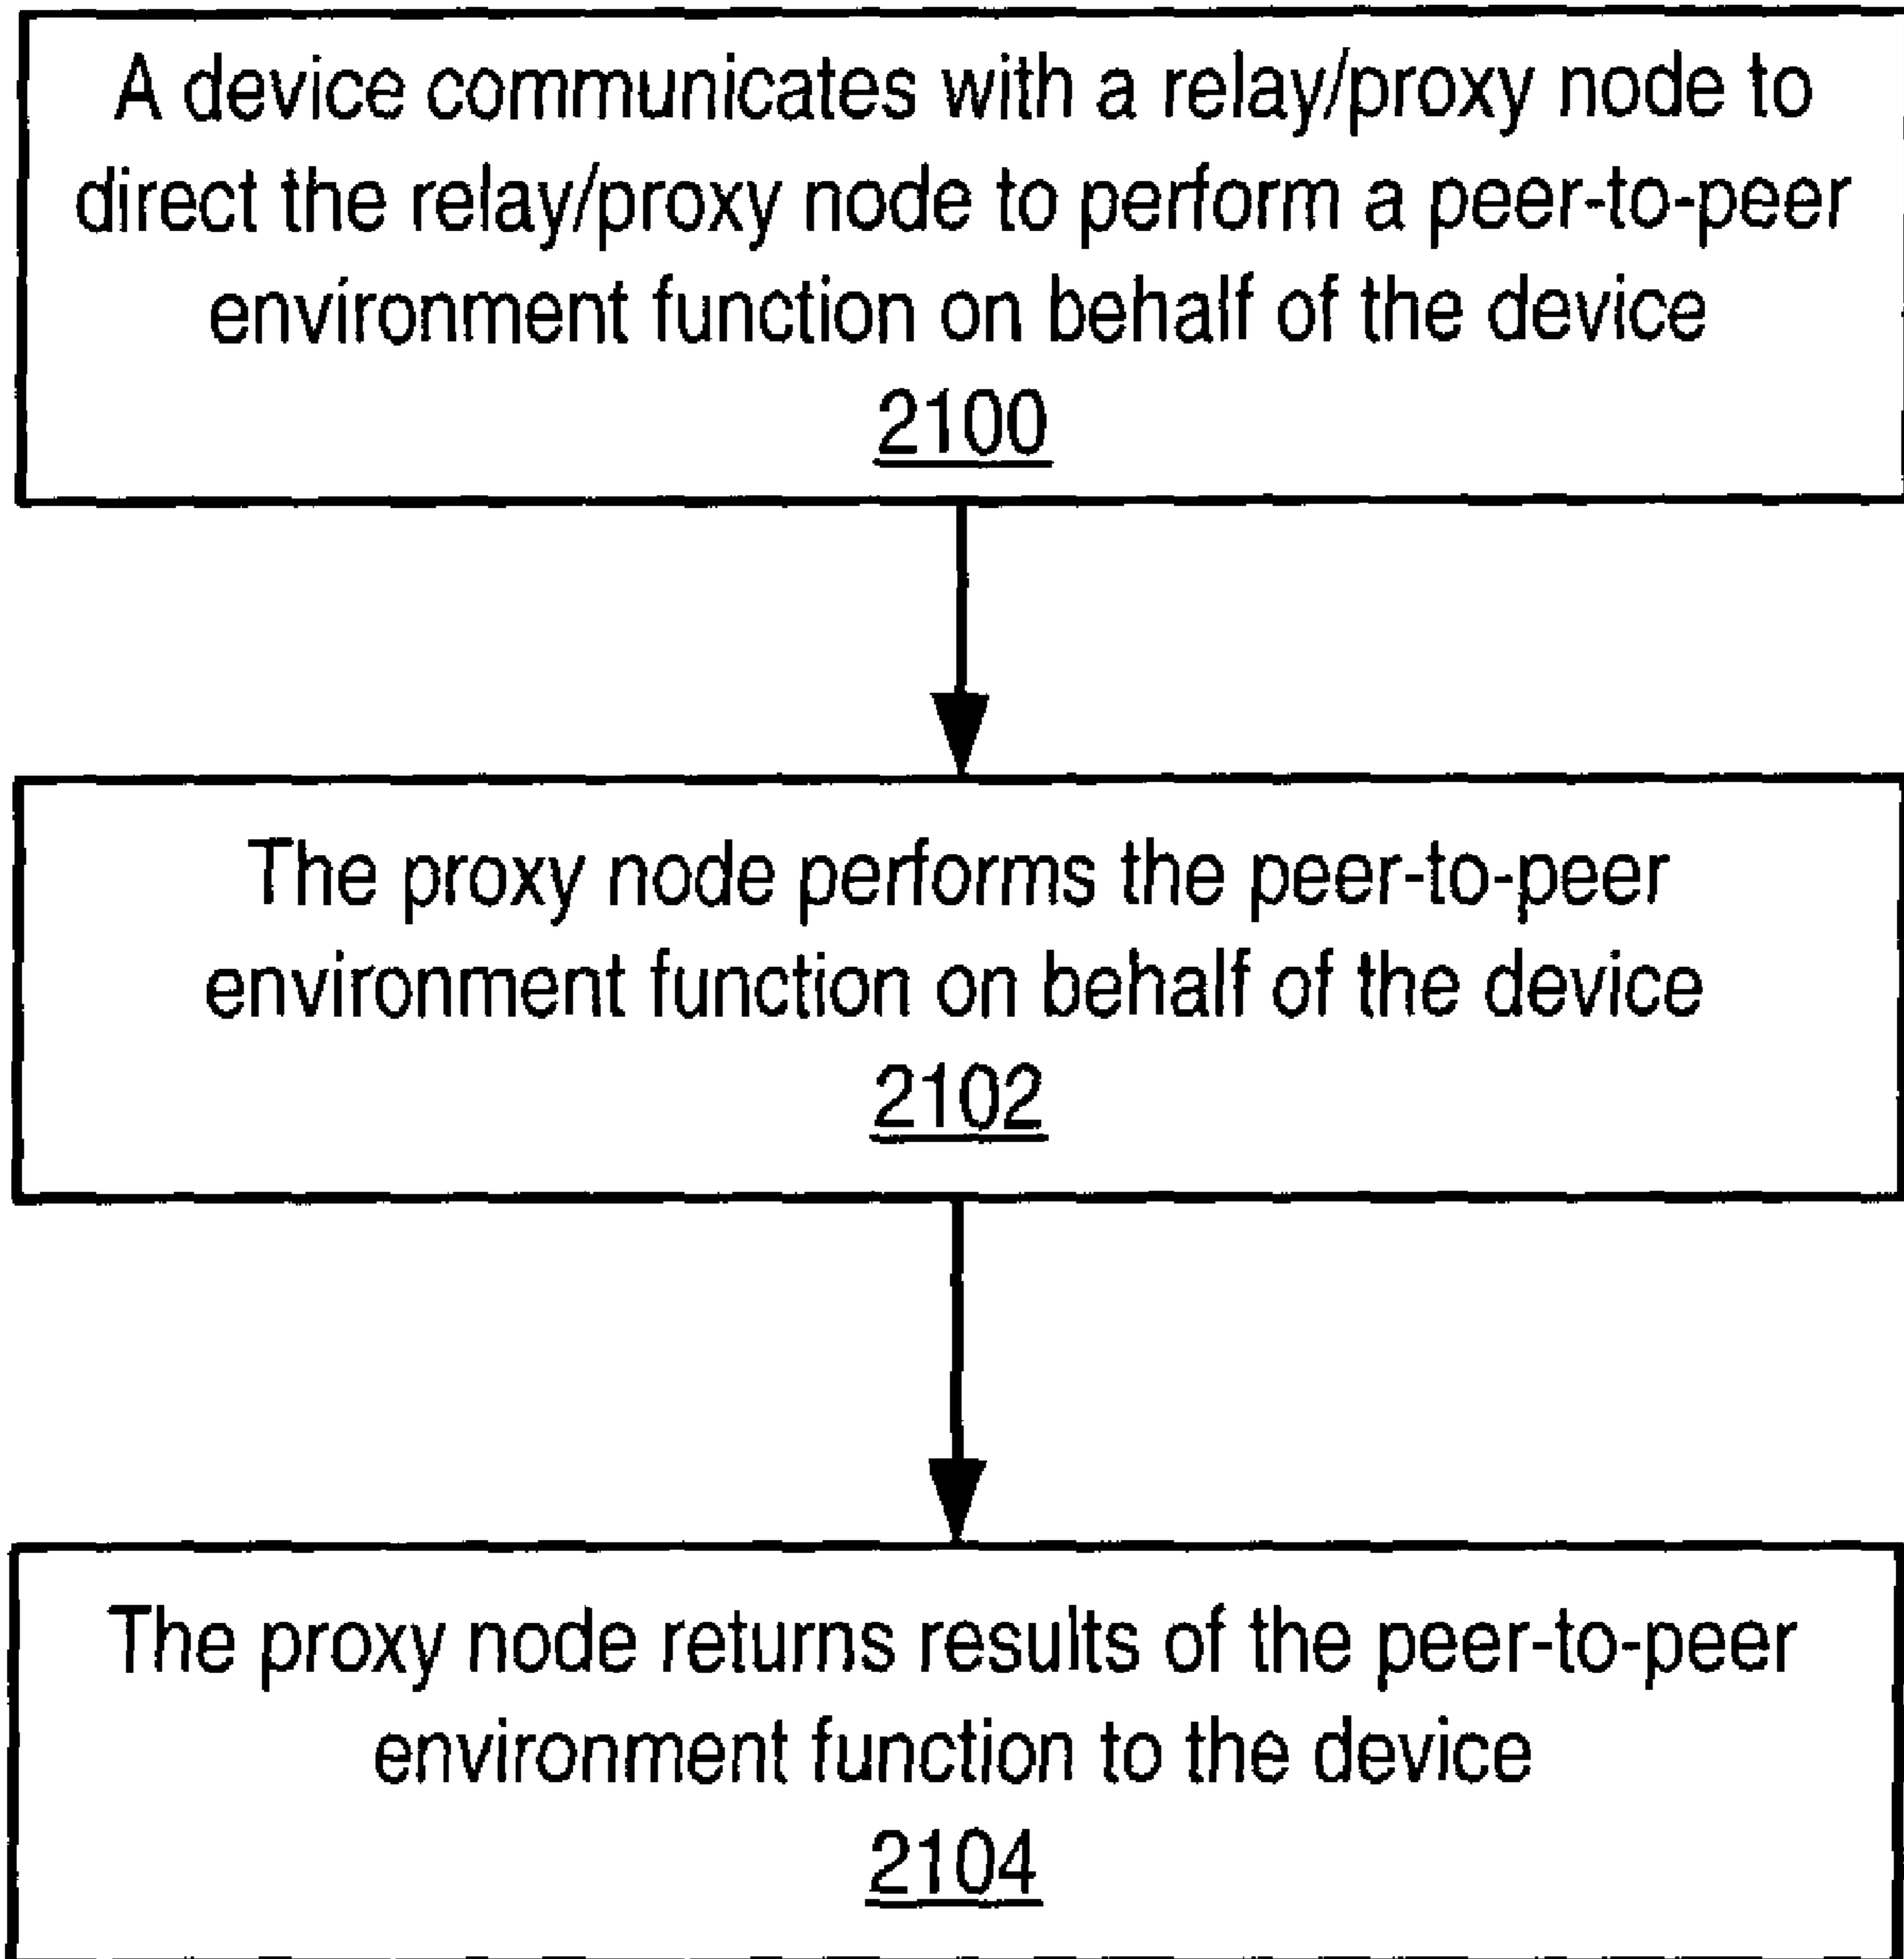 A device communicates with a relay/proxy node to
direct the relay/proxy node to perform a peer-to-peer
environment function on behalf of the device
2100
The proxy node performs the peer-to-peer
environment function on behalf of the device
2102
The proxy node returns results of the peer-to-peer
environment function to the device
2104